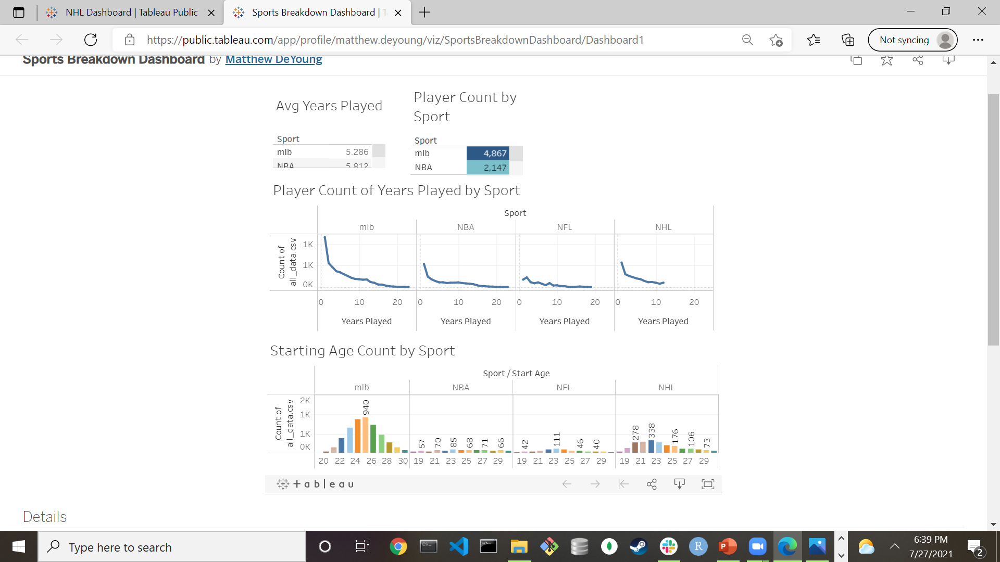 NHL Dashboard | Tableau Public
Sports Breakdown Dashboard | T
https://public.tableau.com/app/profile/matthew.deyoung/viz/SportsBreakdownDashboard/Dashboard1
Not syncing
Sports Breakdown Dashboard by Matthew DeYoung
Avg Years Played
Sport
mlb 5.286
NBA 5.812
Player Count by
Sport
Sport
mlb 4,867
NBA 2,147
Player Count of Years Played by Sport
Sport
mlb NBA NFL NHL
Count of
all_data.csv
1K
1K
0K
0 10 20 0 10 20 0 10 20 0 10 20
Years Played Years Played Years Played Years Played
Starting Age Count by Sport
Sport / Start Age
mlb NBA NFL NHL
Count of
all_data.csv
2K
1K
1K
0K
940 57 70 85 68 71 66 42 111 46 40 278 338 176 106 73
20 22 24 26 28 30 19 21 23 25 27 29 19 21 23 25 27 29 19 21 23 25 27 29
+ a b | e a u
Details
Type here to search
6:39 PM
7/27/2021
2